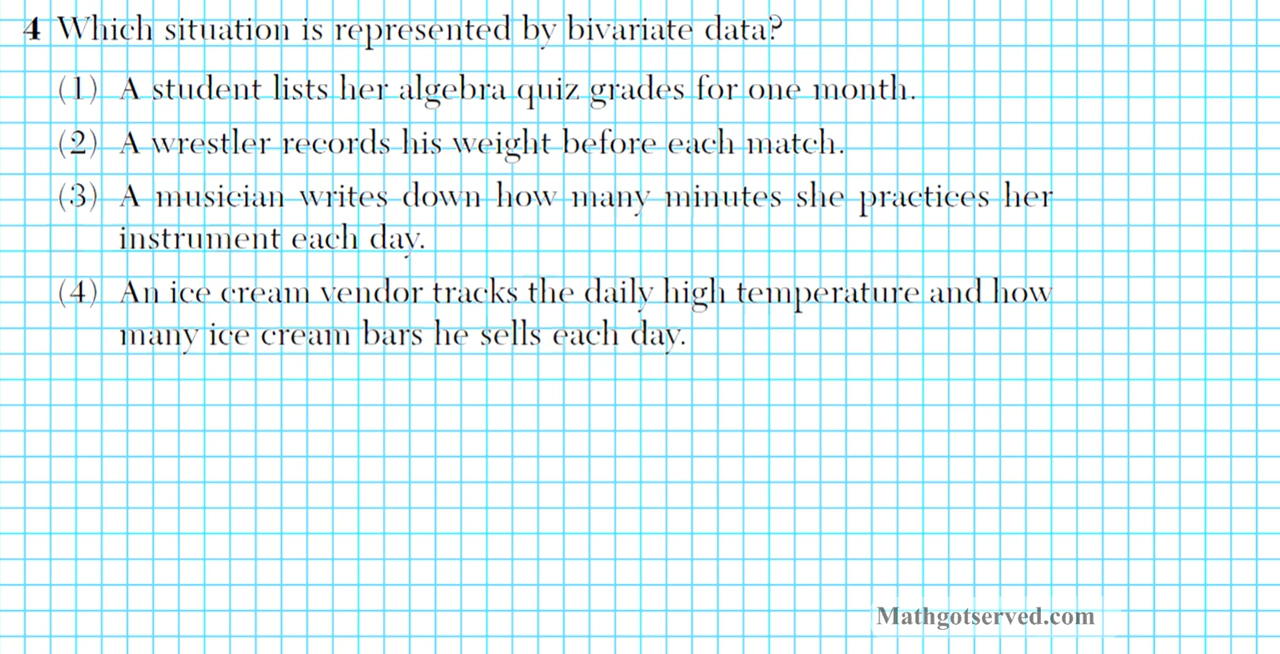 4 Which situation is represented by bivariate data?
(1) A student lists her algebra quiz grades for one month.
(2) A wrestler records his weight before each match.
(3) A musician writes down how many minutes she practices her
instrument each day.
(4) An ice cream vendor tracks the daily high temperature and how
many ice cream bars he sells each day.
Mathgotserved.com